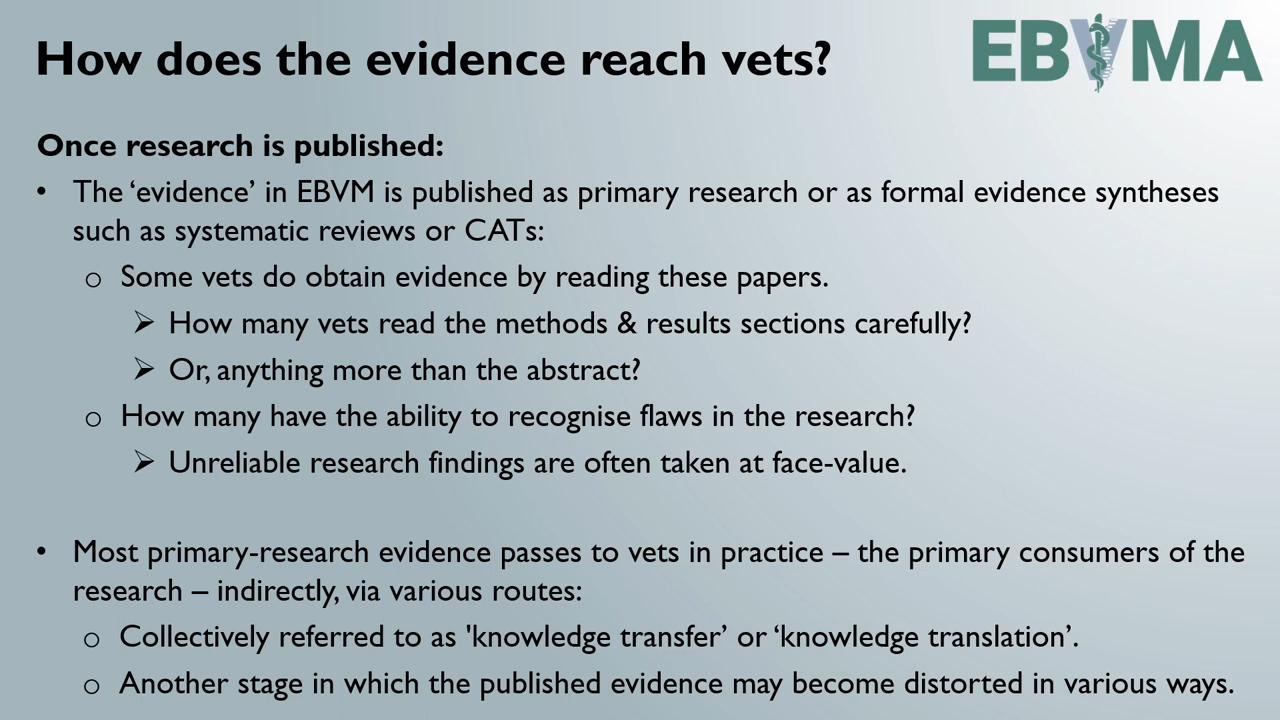 How does the evidence reach vets?
EBVMA
Once research is published:
• The ‘evidence’ in EBVM is published as primary research or as formal evidence syntheses
such as systematic reviews or CATs:
o Some vets do obtain evidence by reading these papers.
➢ How many vets read the methods & results sections carefully?
➢ Or, anything more than the abstract?
o How many have the ability to recognise flaws in the research?
➢ Unreliable research findings are often taken at face-value.
• Most primary-research evidence passes to vets in practice – the primary consumers of the
research – indirectly, via various routes:
o Collectively referred to as 'knowledge transfer’ or ‘knowledge translation’.
o Another stage in which the published evidence may become distorted in various ways.